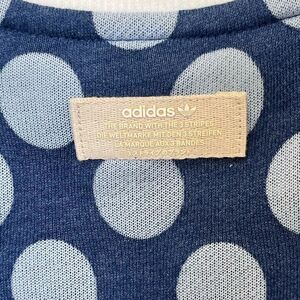 adidas
THE BRAND WITH THE 3 STRIPES
DIE WELTMARKE MIT DEN 3 STREIFEN
LA MARQUE AUX 3 BANDES